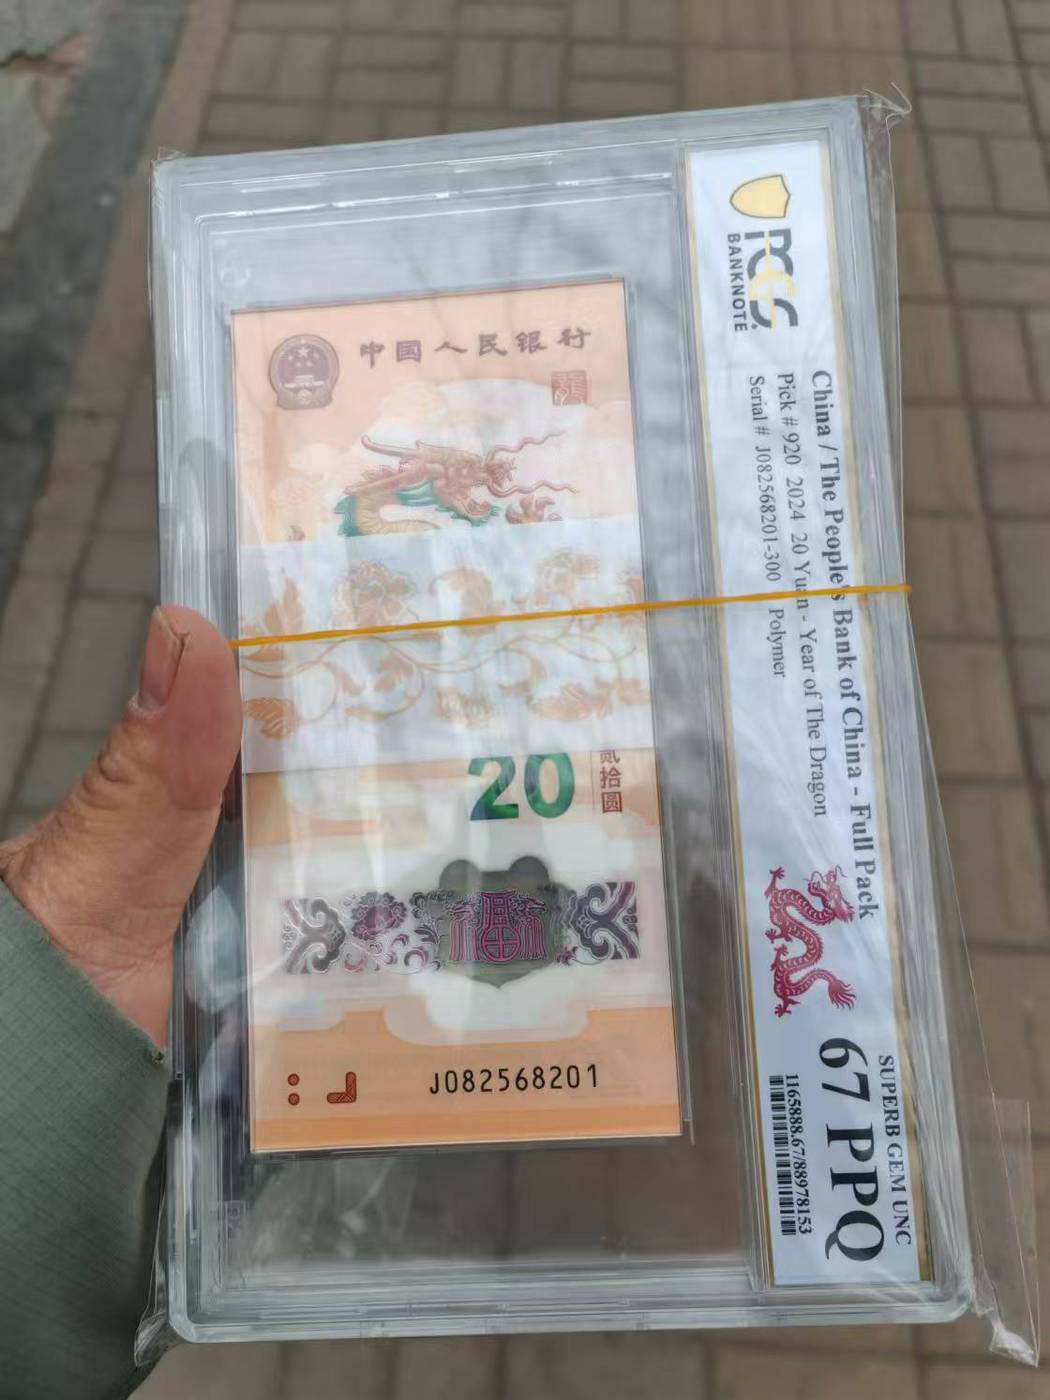 中国人民银行
龍
20
贰拾圆
福
J082568201
PCGS
BANKNOTE
China / The People's Bank of China - Full Pack
Pick # 920 2024 20 Yuan - Year of The Dragon
Serial # J082568201-300 Polymer
SUPERB GEM UNC
67 PPQ
1165888.67/88978153